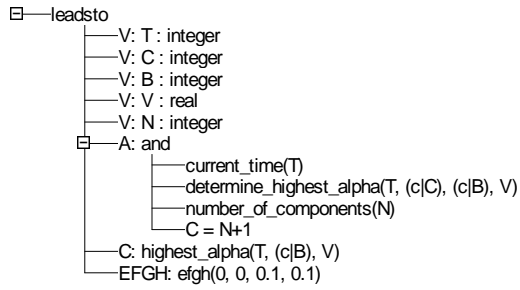 leadsto
V: T : integer
V: C : integer
V: B : integer
V: V : real
V: N : integer
A: and
current_time(T)
determine_highest_alpha(T, (c|C), (c|B), V)
number_of_components(N)
C = N+1
C: highest_alpha(T, (c|B), V)
EFGH: efgh(0, 0, 0.1, 0.1)